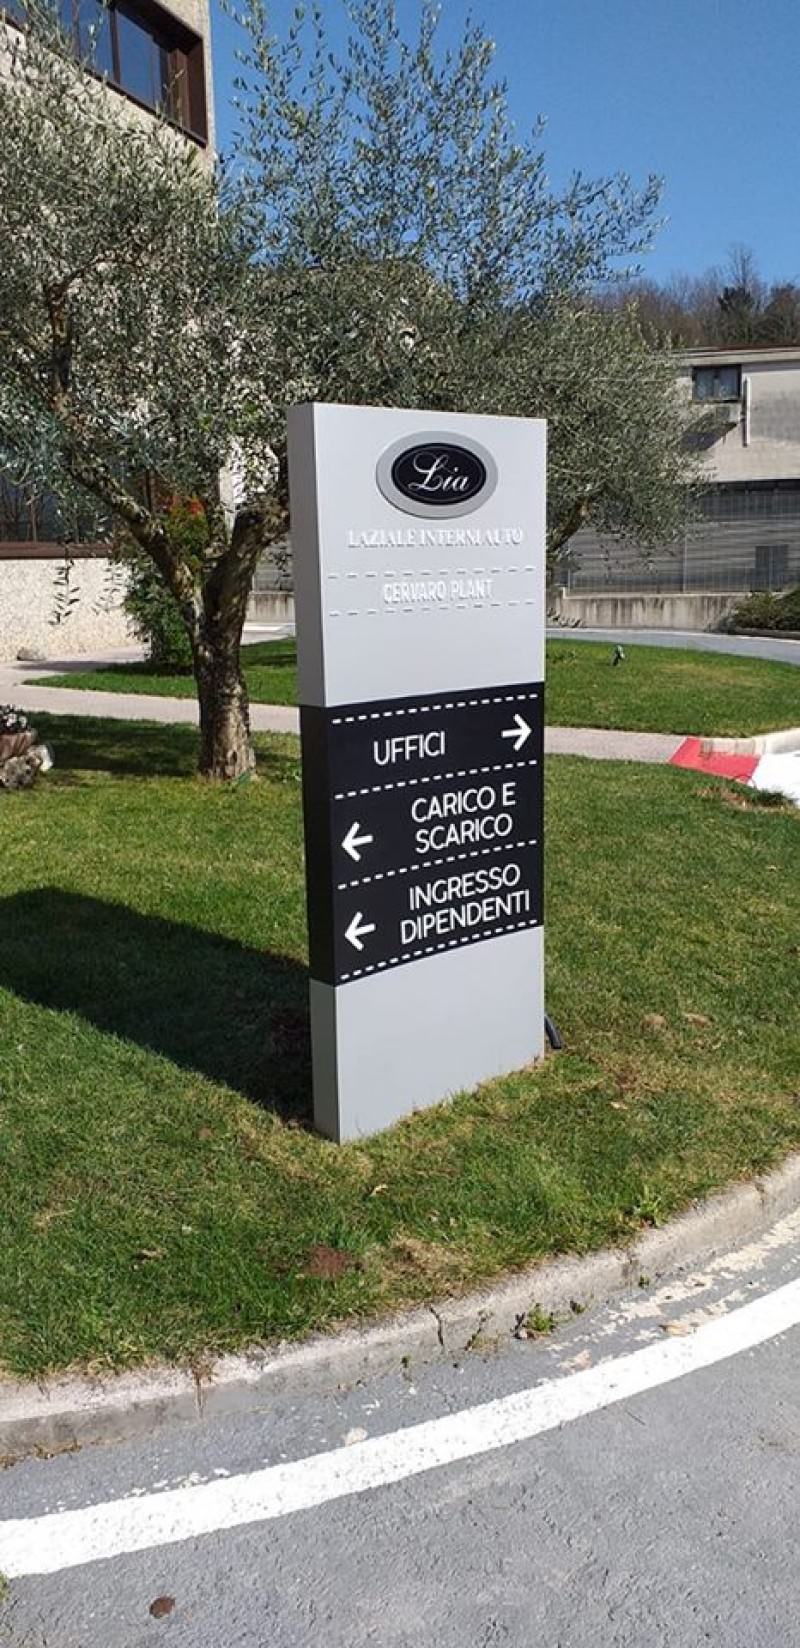 Lia
LAZIALE INTERNI AUTO
CERVARO PLANT
UFFICI →
CARICO E
← SCARICO
INGRESSO
← DIPENDENTI